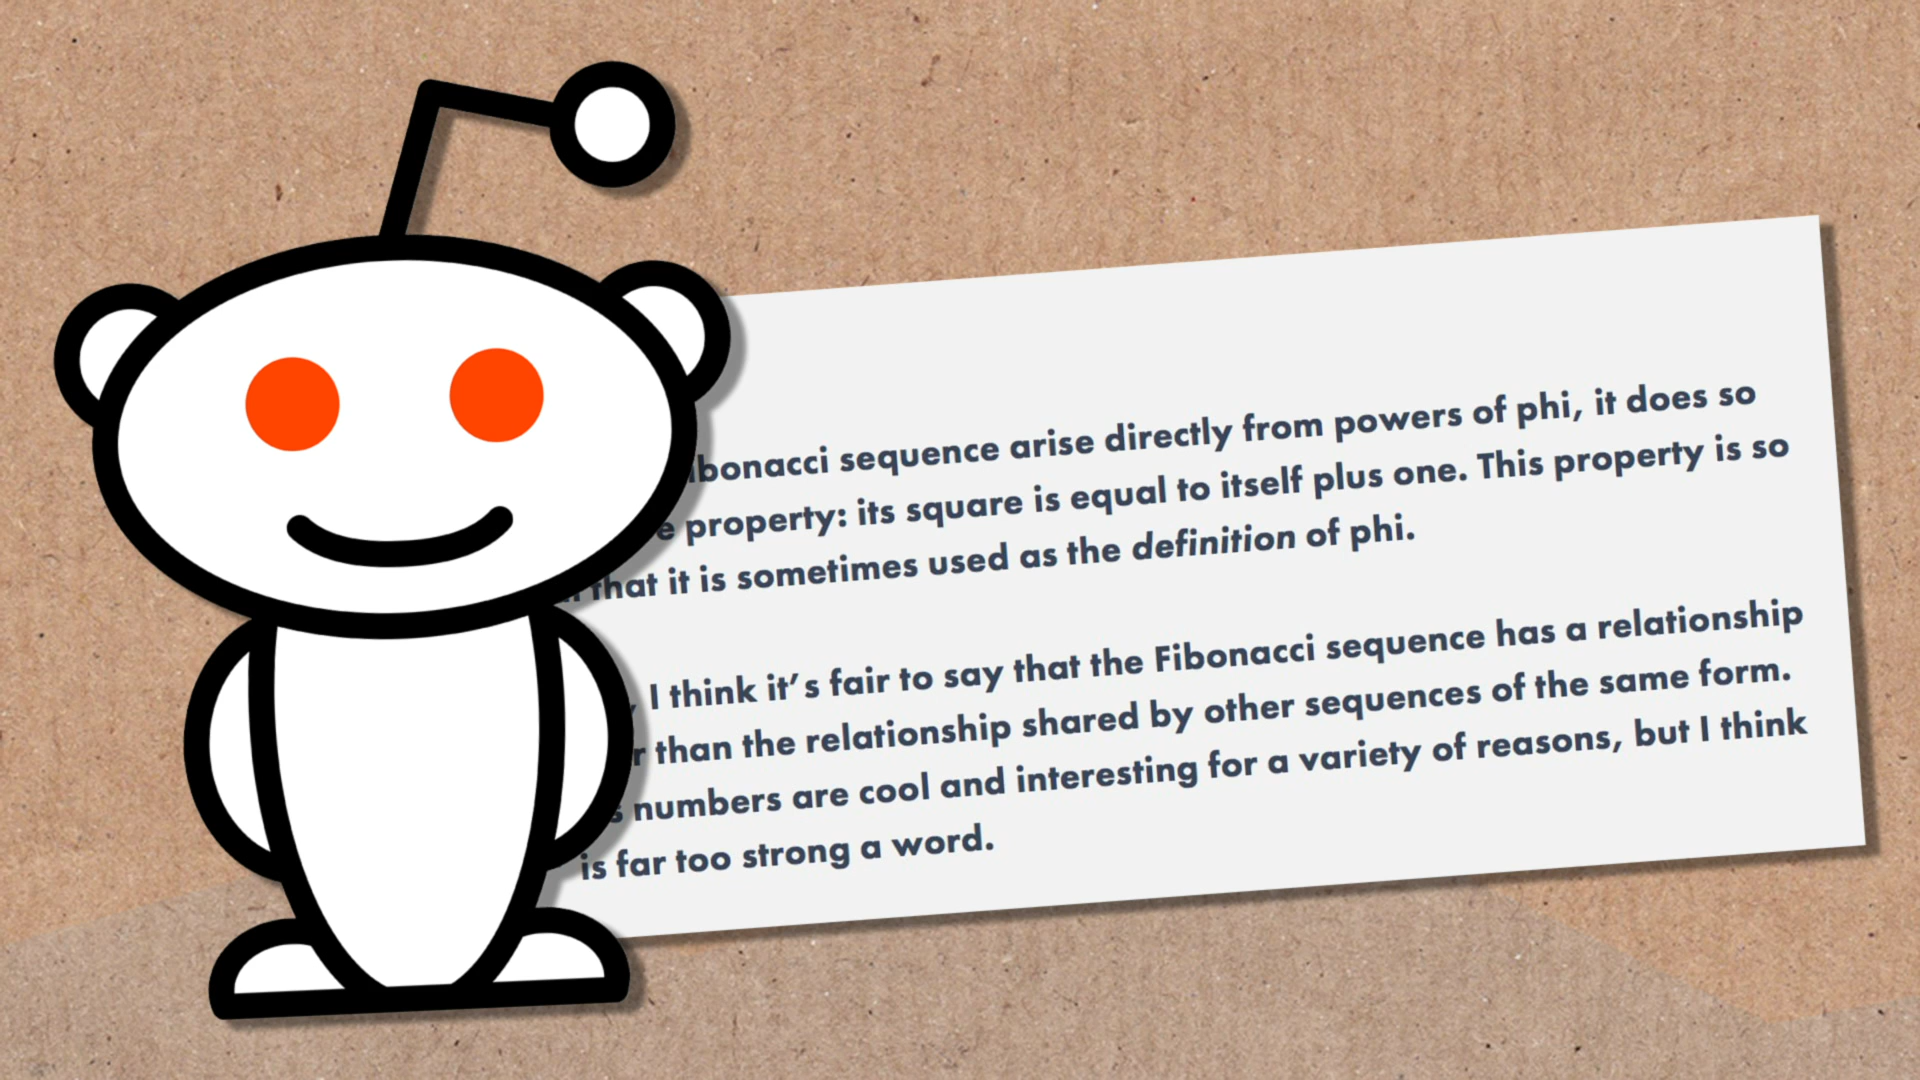 ibonacci sequence arise directly from powers of phi, it does so
e property: its square is equal to itself plus one. This property is so
that it is sometimes used as the definition of phi.
, I think it’s fair to say that the Fibonacci sequence has a relationship
r than the relationship shared by other sequences of the same form.
s numbers are cool and interesting for a variety of reasons, but I think
is far too strong a word.